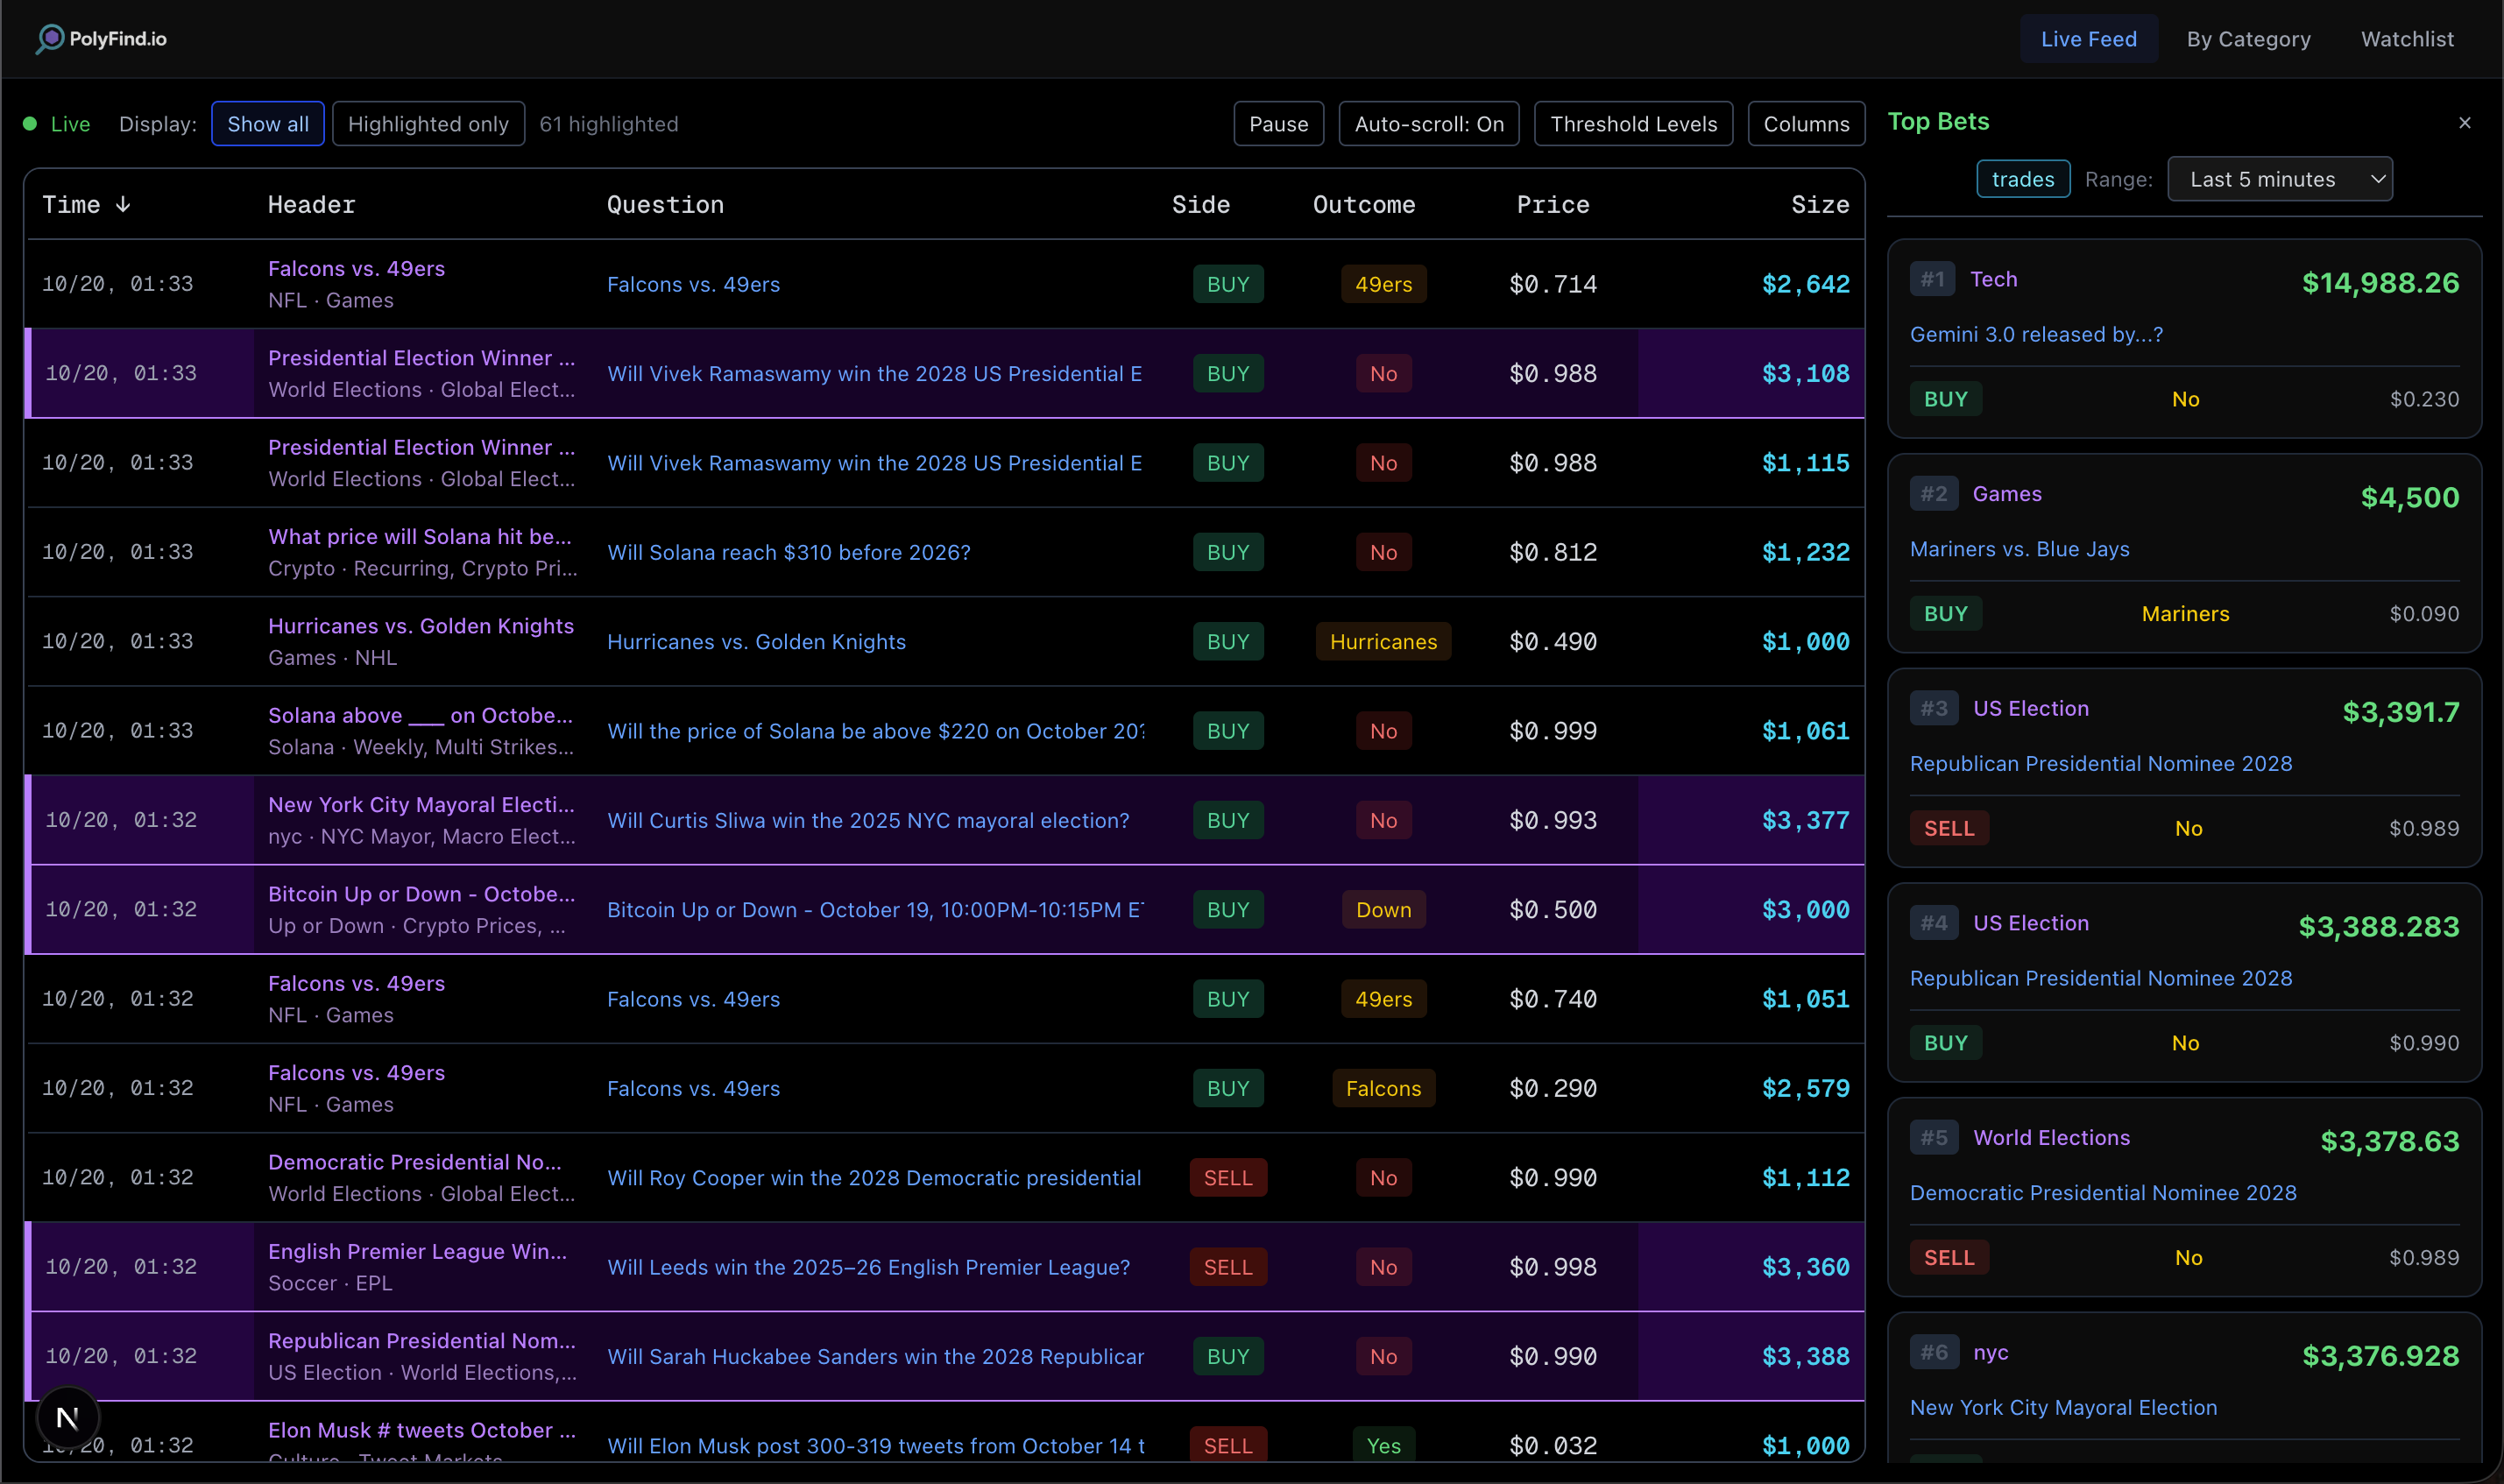 PolyFind.io
Live Feed By Category Watchlist
Live Display: Show all Highlighted only 61 highlighted Pause Auto-scroll: On Threshold Levels Columns
Time ↓ Header Question Side Outcome Price Size
10/20, 01:33 Falcons vs. 49ers Falcons vs. 49ers BUY 49ers $0.714 $2,642
NFL · Games
10/20, 01:33 Presidential Election Winner ... Will Vivek Ramaswamy win the 2028 US Presidential E BUY No $0.988 $3,108
World Elections · Global Elect...
10/20, 01:33 Presidential Election Winner ... Will Vivek Ramaswamy win the 2028 US Presidential E BUY No $0.988 $1,115
World Elections · Global Elect...
10/20, 01:33 What price will Solana hit be... Will Solana reach $310 before 2026? BUY No $0.812 $1,232
Crypto · Recurring, Crypto Pri...
10/20, 01:33 Hurricanes vs. Golden Knights Hurricanes vs. Golden Knights BUY Hurricanes $0.490 $1,000
Games · NHL
10/20, 01:33 Solana above ___ on Octobe... Will the price of Solana be above $220 on October 20? BUY No $0.999 $1,061
Solana · Weekly, Multi Strikes...
10/20, 01:32 New York City Mayoral Electi... Will Curtis Sliwa win the 2025 NYC mayoral election? BUY No $0.993 $3,377
nyc · NYC Mayor, Macro Elect...
10/20, 01:32 Bitcoin Up or Down - Octobe... Bitcoin Up or Down - October 19, 10:00PM-10:15PM ET BUY Down $0.500 $3,000
Up or Down · Crypto Prices, ...
10/20, 01:32 Falcons vs. 49ers Falcons vs. 49ers BUY 49ers $0.740 $1,051
NFL · Games
10/20, 01:32 Falcons vs. 49ers Falcons vs. 49ers BUY Falcons $0.290 $2,579
NFL · Games
10/20, 01:32 Democratic Presidential No... Will Roy Cooper win the 2028 Democratic presidential SELL No $0.990 $1,112
World Elections · Global Elect...
10/20, 01:32 English Premier League Win... Will Leeds win the 2025–26 English Premier League? SELL No $0.998 $3,360
Soccer · EPL
10/20, 01:32 Republican Presidential Nom... Will Sarah Huckabee Sanders win the 2028 Republican BUY No $0.990 $3,388
US Election · World Elections,...
10/20, 01:32 Elon Musk # tweets October ... Will Elon Musk post 300-319 tweets from October 14 t SELL Yes $0.032 $1,000
Culture · Tweet Markets
N
Top Bets ×
trades Range: Last 5 minutes
#1 Tech $14,988.26
Gemini 3.0 released by...?
BUY No $0.230
#2 Games $4,500
Mariners vs. Blue Jays
BUY Mariners $0.090
#3 US Election $3,391.7
Republican Presidential Nominee 2028
SELL No $0.989
#4 US Election $3,388.283
Republican Presidential Nominee 2028
BUY No $0.990
#5 World Elections $3,378.63
Democratic Presidential Nominee 2028
SELL No $0.989
#6 nyc $3,376.928
New York City Mayoral Election